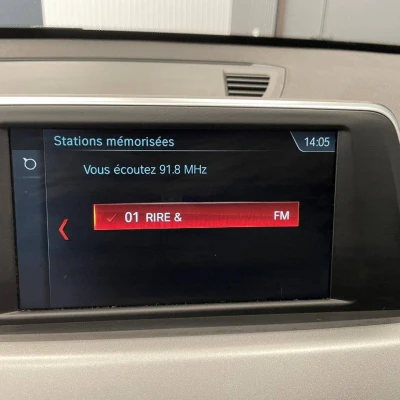 Stations mémorisées 14:05
Vous écoutez 91.8 MHz
01 RIRE & FM